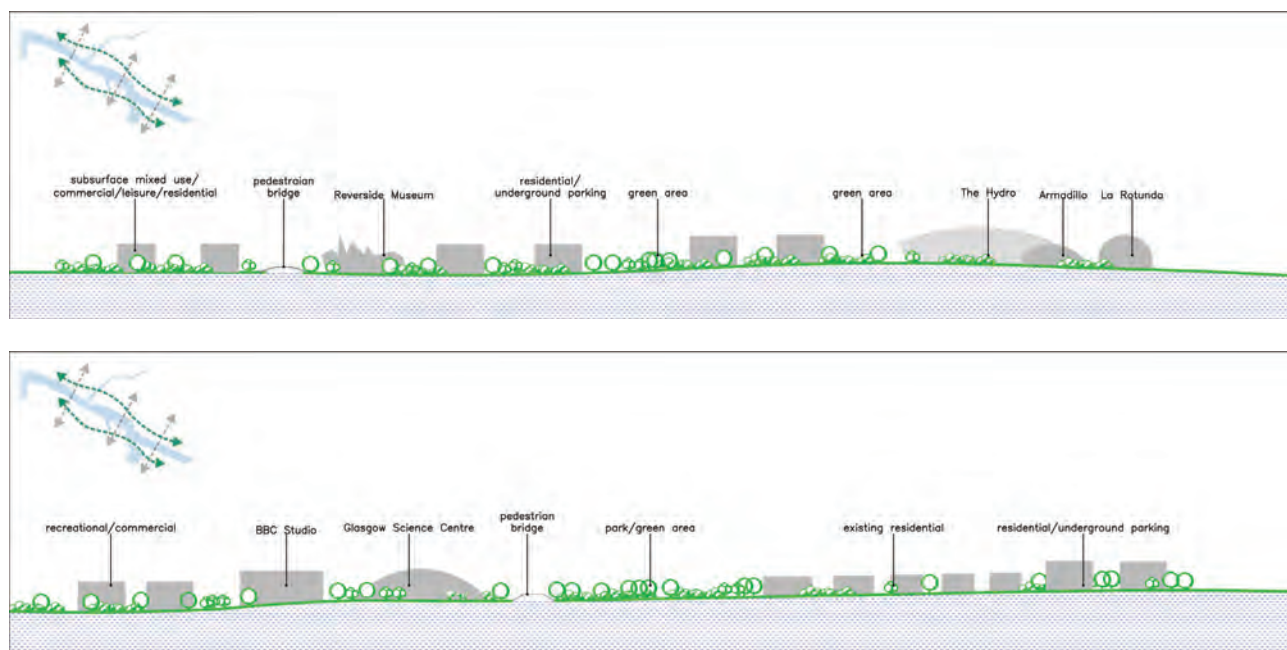 subsurface mixed use/
commercial/leisure/residential
pedestraian
bridge
Reverside Museum
residential/
underground parking
green area
green area
The Hydro
Armadillo
La Rotunda
recreational/commercial
BBC Studio
Glasgow Science Centre
pedestrian
bridge
park/green area
existing residential
residential/underground parking